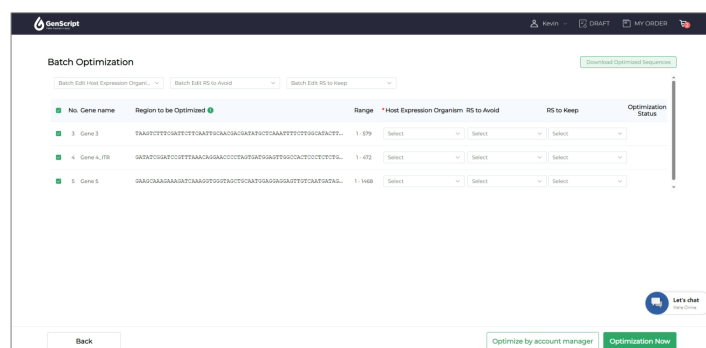 GenScript
Kevin
DRAFT
MY ORDER
Batch Optimization
Download Optimized Sequences
Batch Edit Host Expression Organi...
Batch Edit RS to Avoid
Batch Edit RS to Keep
No. Gene name Region to be Optimized Range *Host Expression Organism RS to Avoid RS to Keep Optimization Status
3 Gene 3 TAAGTCTTTCGATTCTTCAATTGCAACGACGATATGCTCAAATTTTCTTGGCATACTT... 1 - 579 Select Select Select
4 Gene 4_ITR GATATCGGATCCGTTTAAACAGGAACCCCTAGTGATGGAGTTGGCCACTCCCTCTCTG... 1 - 472 Select Select Select
5 Gene 5 GAAGCAAAGAAAGATCAAAGGTGGGTAGCTGCAATGGAGGAGGAGTTGTCAATGATAG... 1 - 1468 Select Select Select
Let's chat
We're Online
Back
Optimize by account manager
Optimization Now